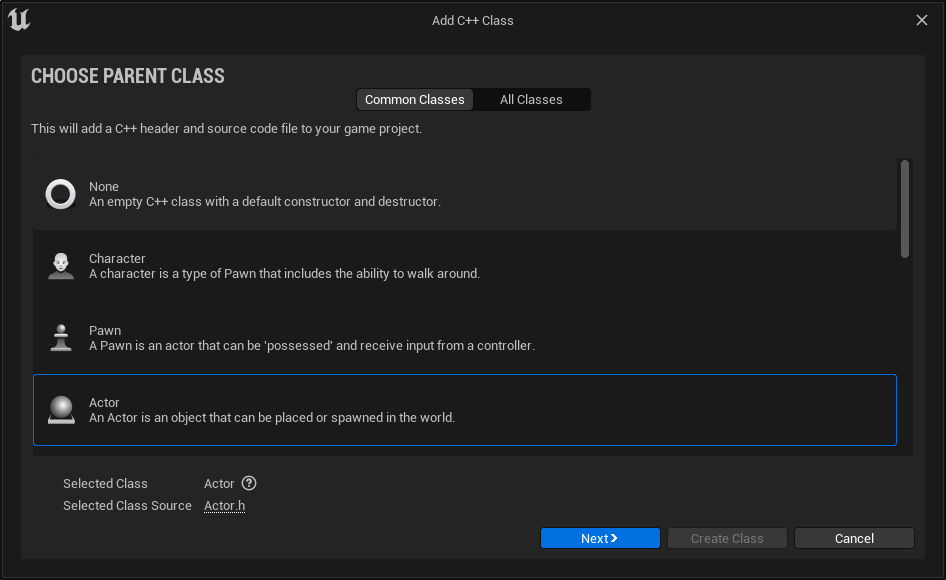 Add C++ Class
CHOOSE PARENT CLASS
Common Classes
All Classes
This will add a C++ header and source code file to your game project.
None
An empty C++ class with a default constructor and destructor.
Character
A character is a type of Pawn that includes the ability to walk around.
Pawn
A Pawn is an actor that can be 'possessed' and receive input from a controller.
Actor
An Actor is an object that can be placed or spawned in the world.
Selected Class Actor ?
Selected Class Source Actor.h
Next
Create Class
Cancel